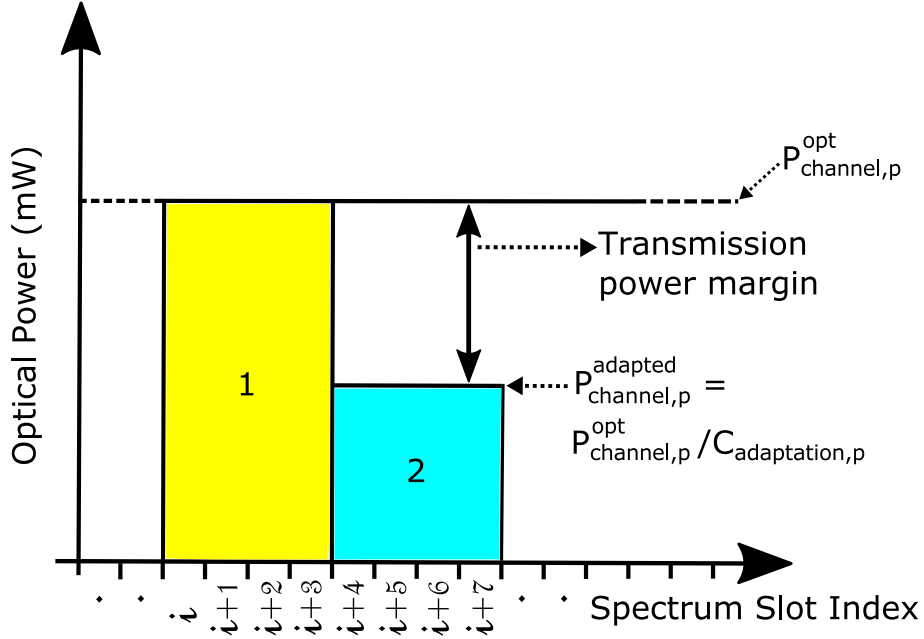 Optical Power (mW)
P^opt_channel,p
Transmission
power margin
1
P^adapted_channel,p =
P^opt_channel,p /C_adaptation,p
2
. . i i+1 i+2 i+3 i+4 i+5 i+6 i+7 . .
Spectrum Slot Index